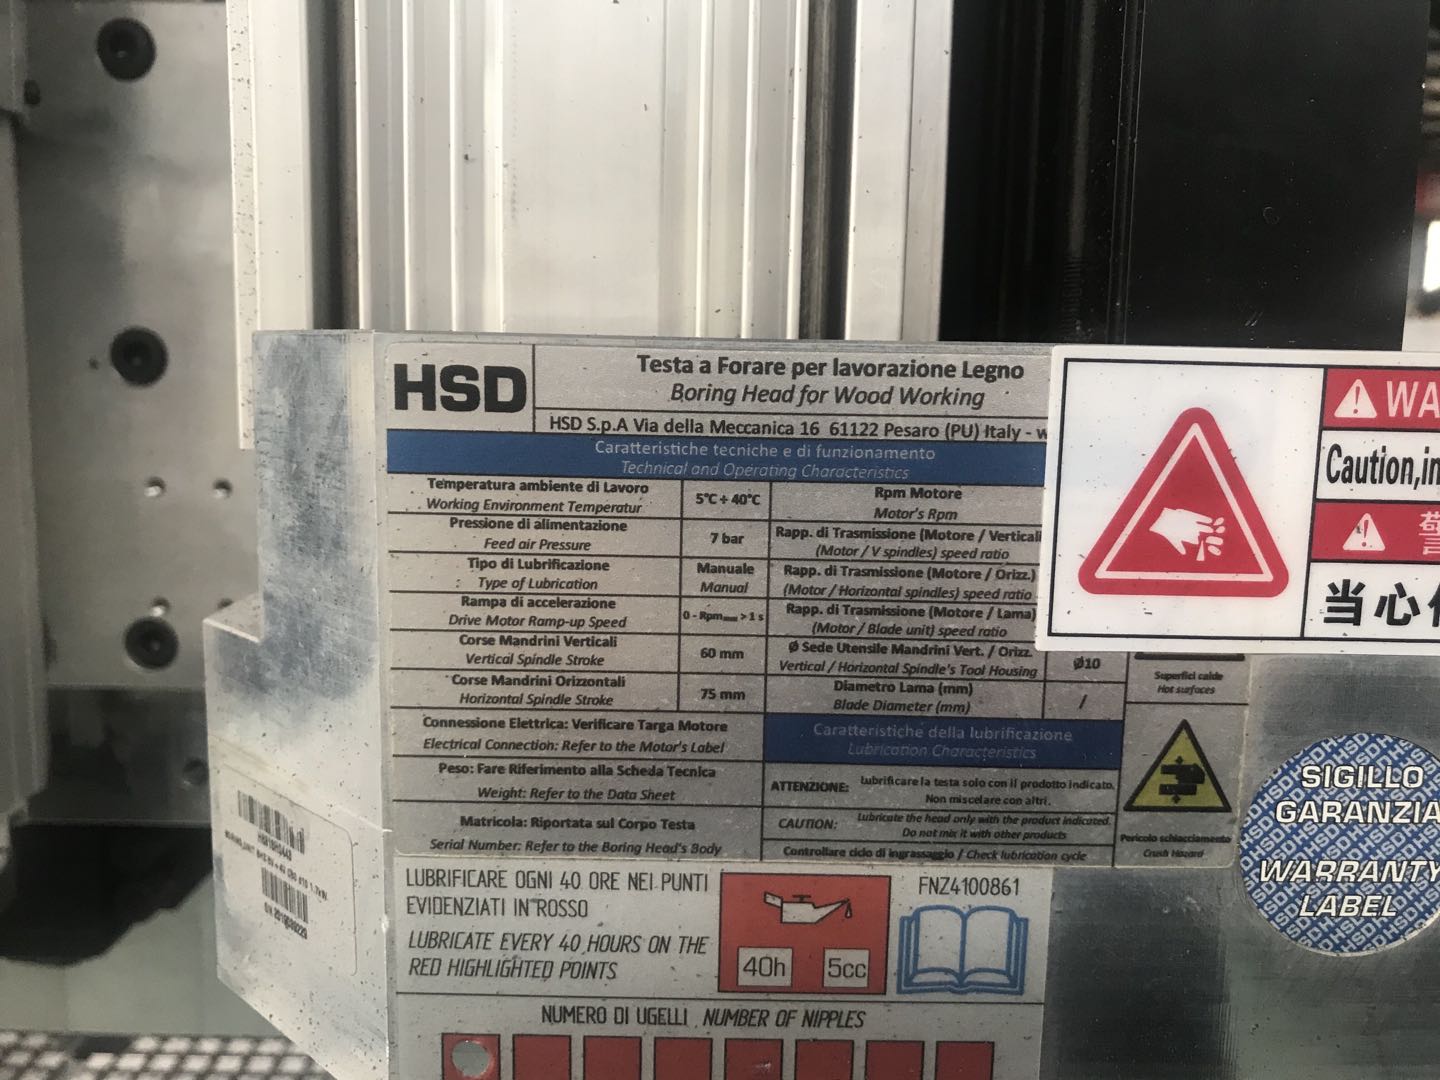 HSD
Testa a Forare per lavorazione Legno
Boring Head for Wood Working
HSD S.p.A Via della Meccanica 16 61122 Pesaro (PU) Italy - w
Caratteristiche tecniche e di funzionamento
Technical and Operating Characteristics
Temperatura ambiente di Lavoro
Working Environment Temperatur
5°C ÷ 40°C
Rpm Motore
Motor's Rpm
Pressione di alimentazione
Feed air Pressure
7 bar
Rapp. di Trasmissione (Motore / Verticali
(Motor / V spindles) speed ratio
Tipo di Lubrificazione
Type of Lubrication
Manuale
Manual
Rapp. di Trasmissione (Motore / Orizz.)
(Motor / Horizontal spindles) speed ratio
Rampa di accelerazione
Drive Motor Ramp-up Speed
0 - Rpm > 1 s
Rapp. di Trasmissione (Motore / Lama)
(Motor / Blade unit) speed ratio
Corse Mandrini Verticali
Vertical Spindle Stroke
60 mm
Ø Sede Utensile Mandrini Vert. / Orizz.
Vertical / Horizontal Spindle's Tool Housing
Ø10
Corse Mandrini Orizzontali
Horizontal Spindle Stroke
75 mm
Diametro Lama (mm)
Blade Diameter (mm)
/
Connessione Elettrica: Verificare Targa Motore
Electrical Connection: Refer to the Motor's Label
Caratteristiche della lubrificazione
Lubrication Characteristics
Peso: Fare Riferimento alla Scheda Tecnica
Weight: Refer to the Data Sheet
ATTENZIONE: Lubrificare la testa solo con il prodotto indicato.
Non miscelare con altri.
Matricola: Riportata sul Corpo Testa
Serial Number: Refer to the Boring Head's Body
CAUTION: Lubricate the head only with the product indicated.
Do not mix it with other products
Controllare ciclo di ingrassaggio / Check lubrication cycle
Superfici calde
Hot surfaces
Pericolo schiacciamento
Crush Hazard
LUBRIFICARE OGNI 40 ORE NEI PUNTI
EVIDENZIATI IN ROSSO
LUBRICATE EVERY 40 HOURS ON THE
RED HIGHLIGHTED POINTS
40h
5cc
FNZ4100861
NUMERO DI UGELLI NUMBER OF NIPPLES
WA
Caution,in
警
当心
SIGILLO
GARANZIA
WARRANTY
LABEL